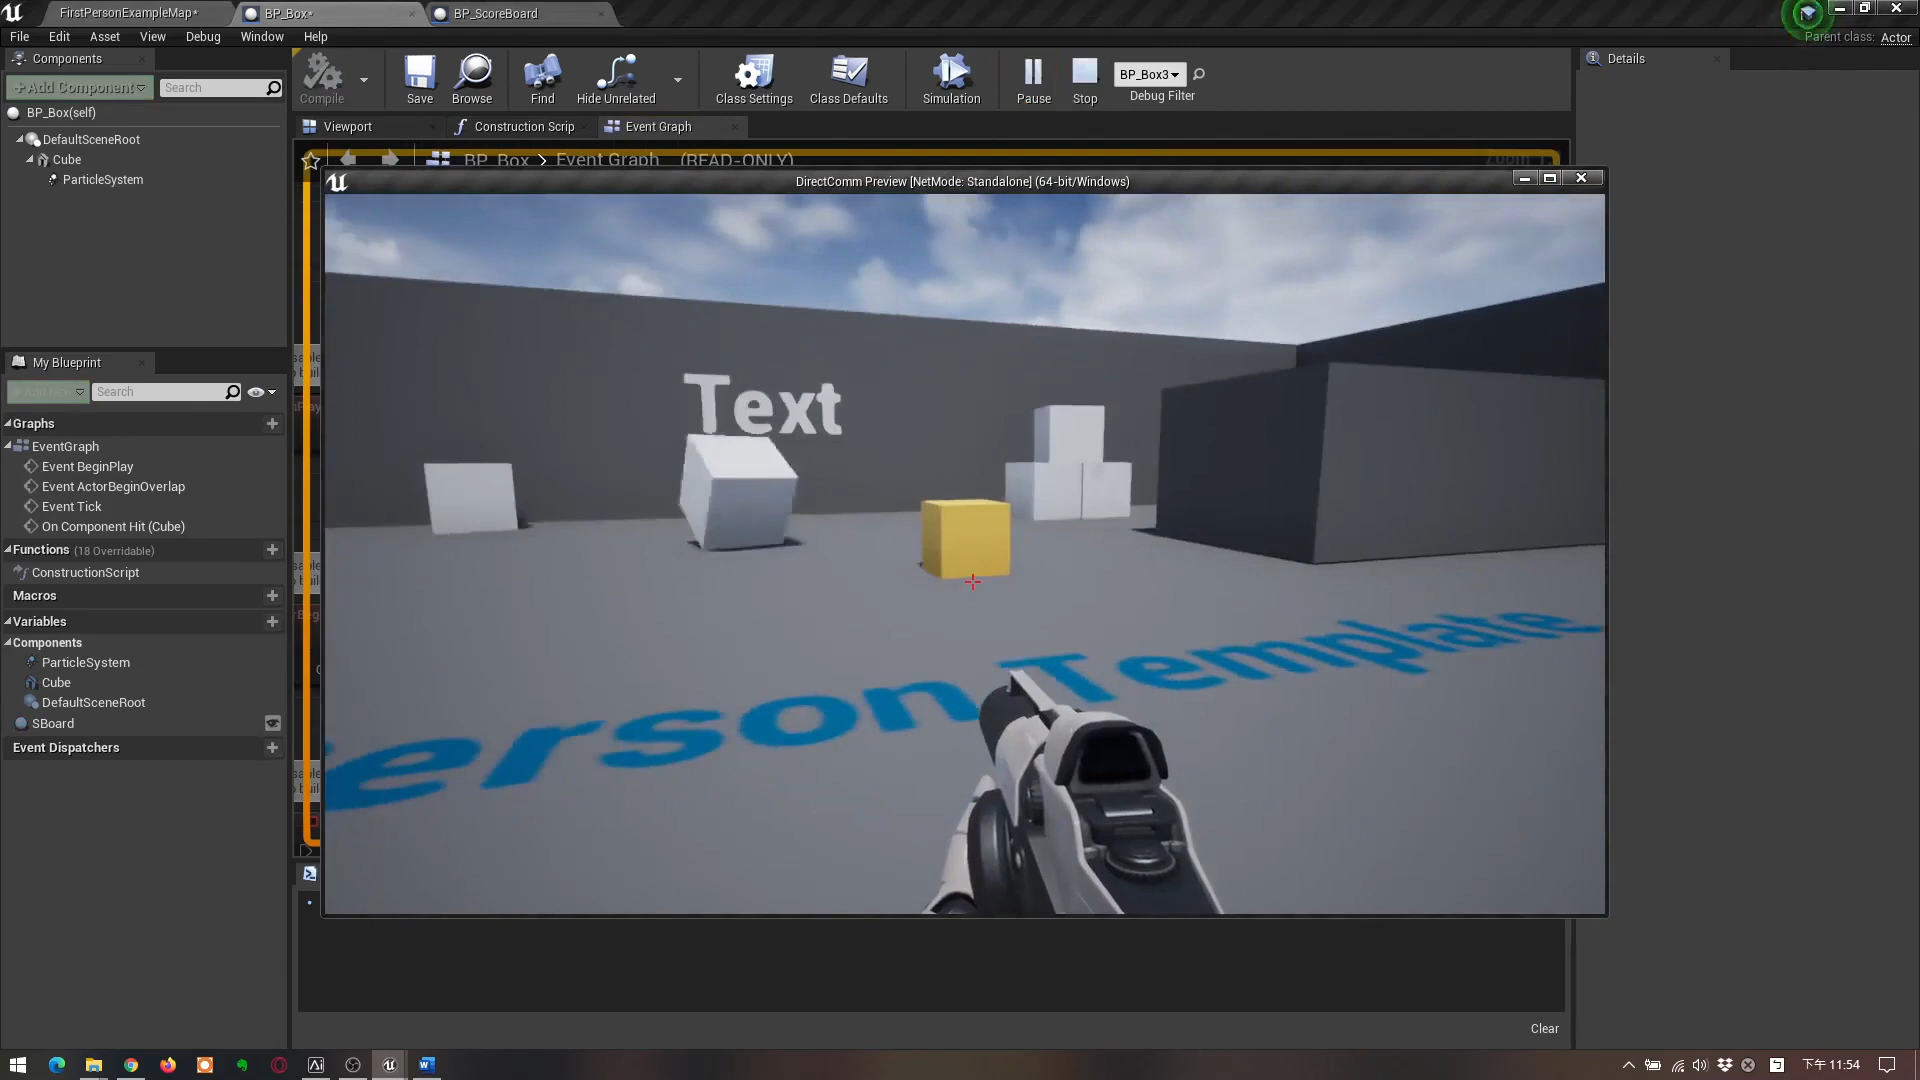 FirstPersonExampleMap*
BP_Box*
BP_ScoreBoard
File Edit Asset View Debug Window Help
Parent class: Actor
Components
+Add Component
Search
BP_Box(self)
DefaultSceneRoot
Cube
ParticleSystem
Compile
Save
Browse
Find
Hide Unrelated
Class Settings
Class Defaults
Simulation
Pause
Stop
BP_Box3
Debug Filter
Details
Viewport
Construction Scrip
Event Graph
BP_Box > Event Graph (READ-ONLY)
DirectComm Preview [NetMode: Standalone] (64-bit/Windows)
Text
erson Template
My Blueprint
Search
Graphs
EventGraph
Event BeginPlay
Event ActorBeginOverlap
Event Tick
On Component Hit (Cube)
Functions (18 Overridable)
ConstructionScript
Macros
Variables
Components
ParticleSystem
Cube
DefaultSceneRoot
SBoard
Event Dispatchers
Clear
下午 11:54